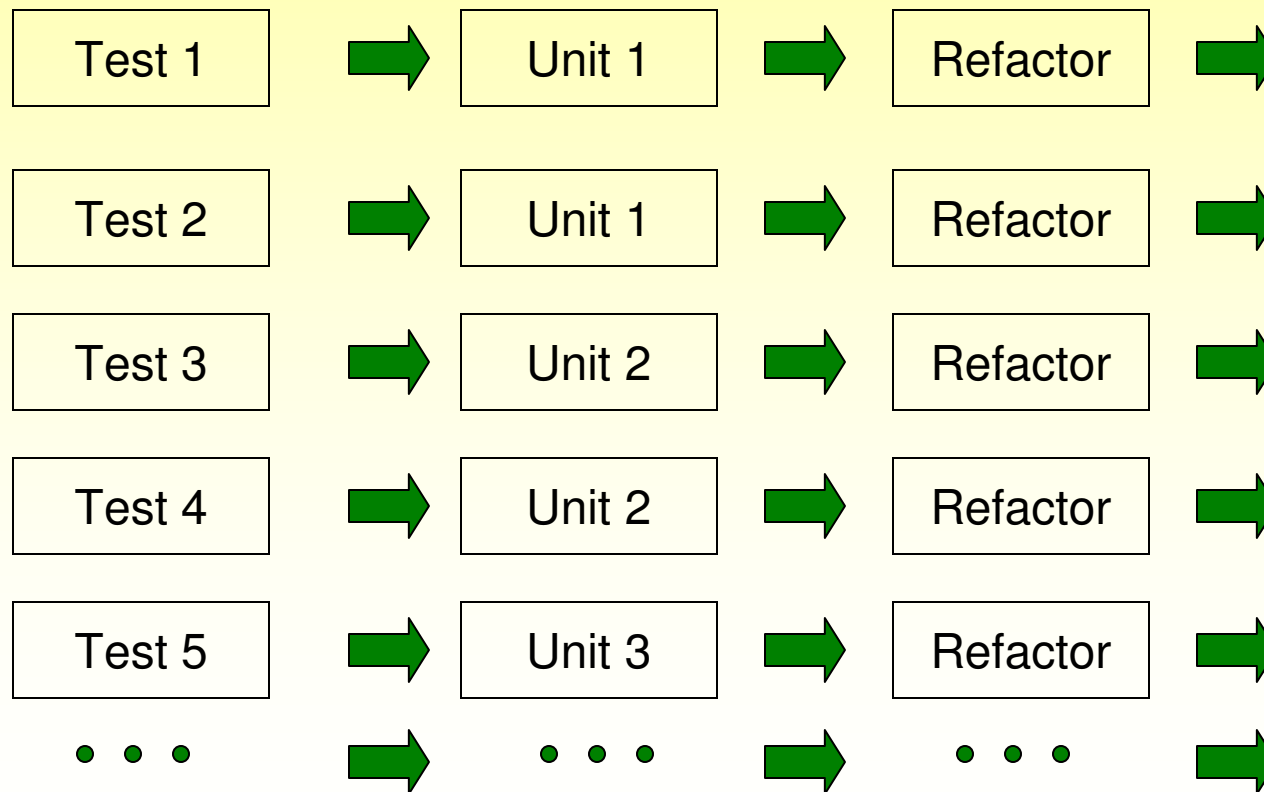 Test 1 Unit 1 Refactor
Test 2 Unit 1 Refactor
Test 3 Unit 2 Refactor
Test 4 Unit 2 Refactor
Test 5 Unit 3 Refactor